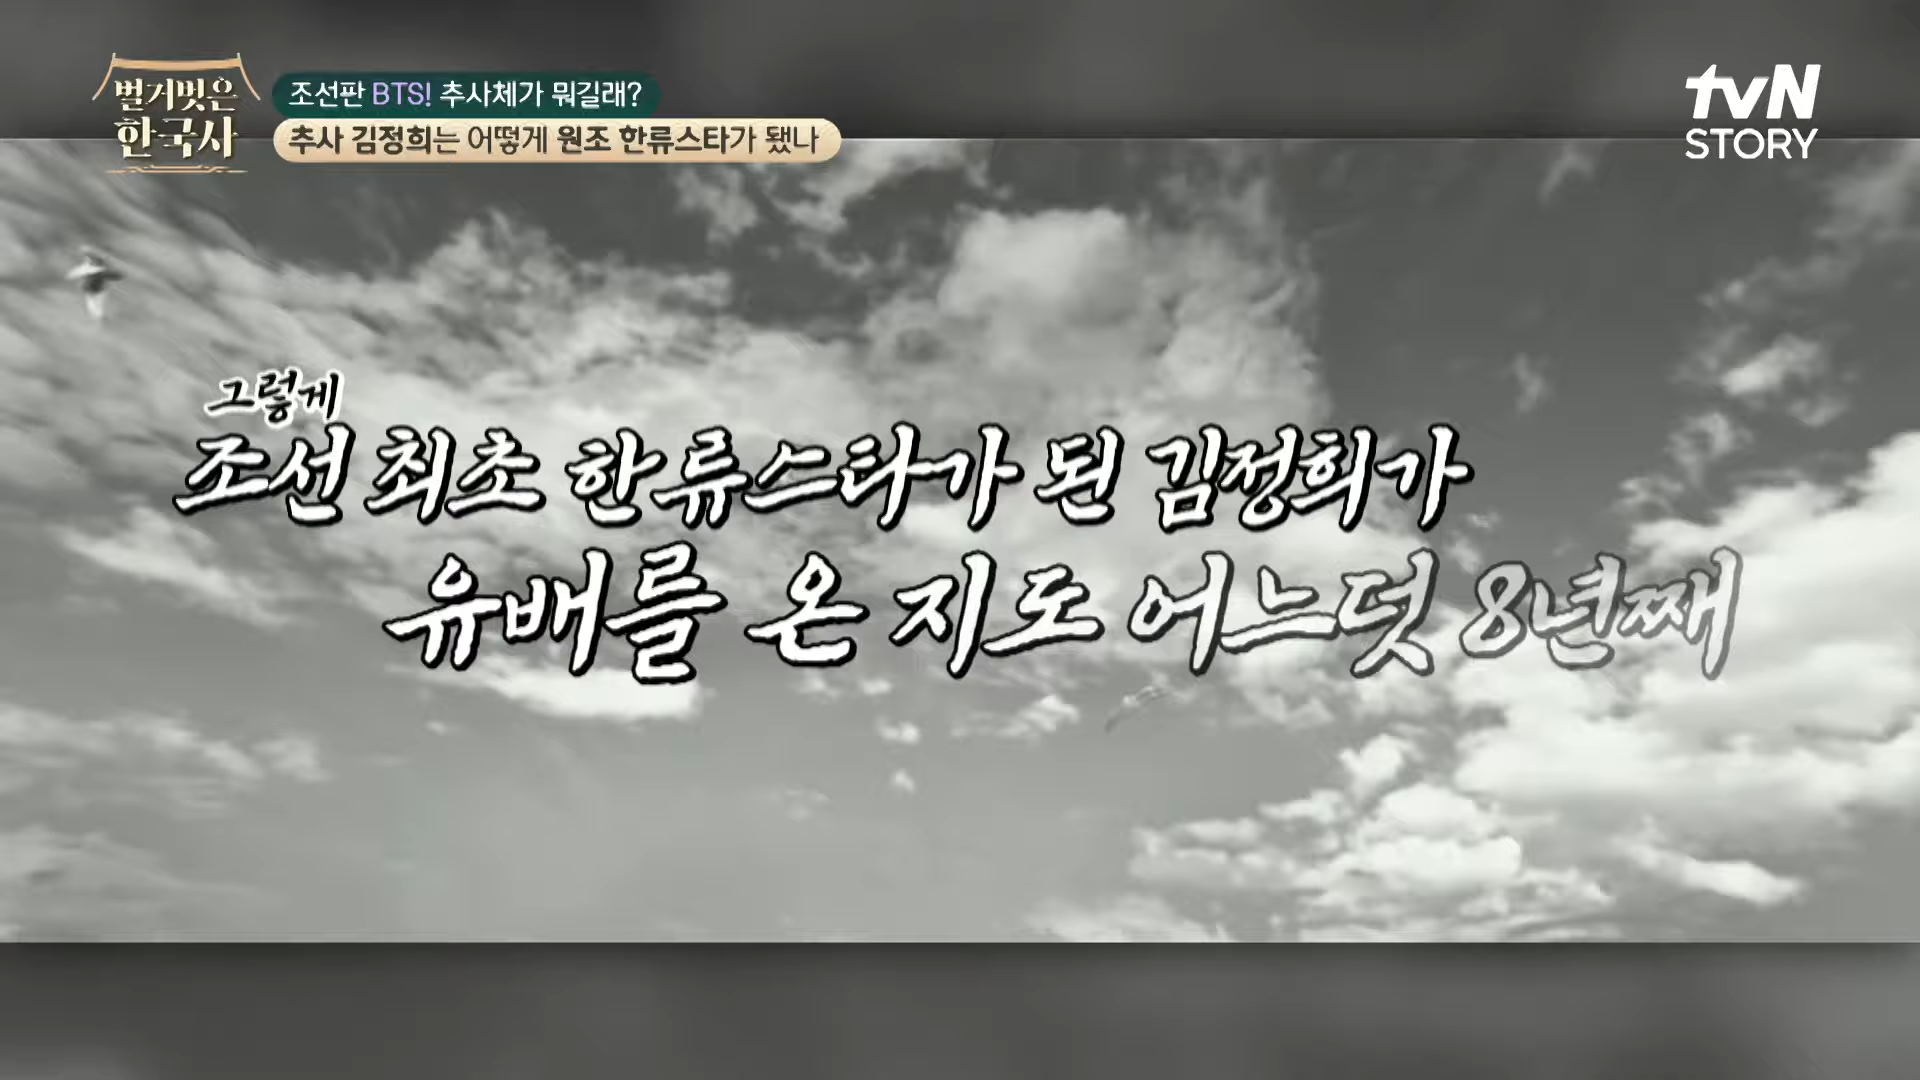 벌거벗은
한국사
조선판 BTS! 추사체가 뭐길래?
추사 김정희는 어떻게 원조 한류스타가 됐나
tvN
STORY
그렇게
조선 최초 한류스타가 된 김정희가
유배를 온 지도 어느덧 8년째